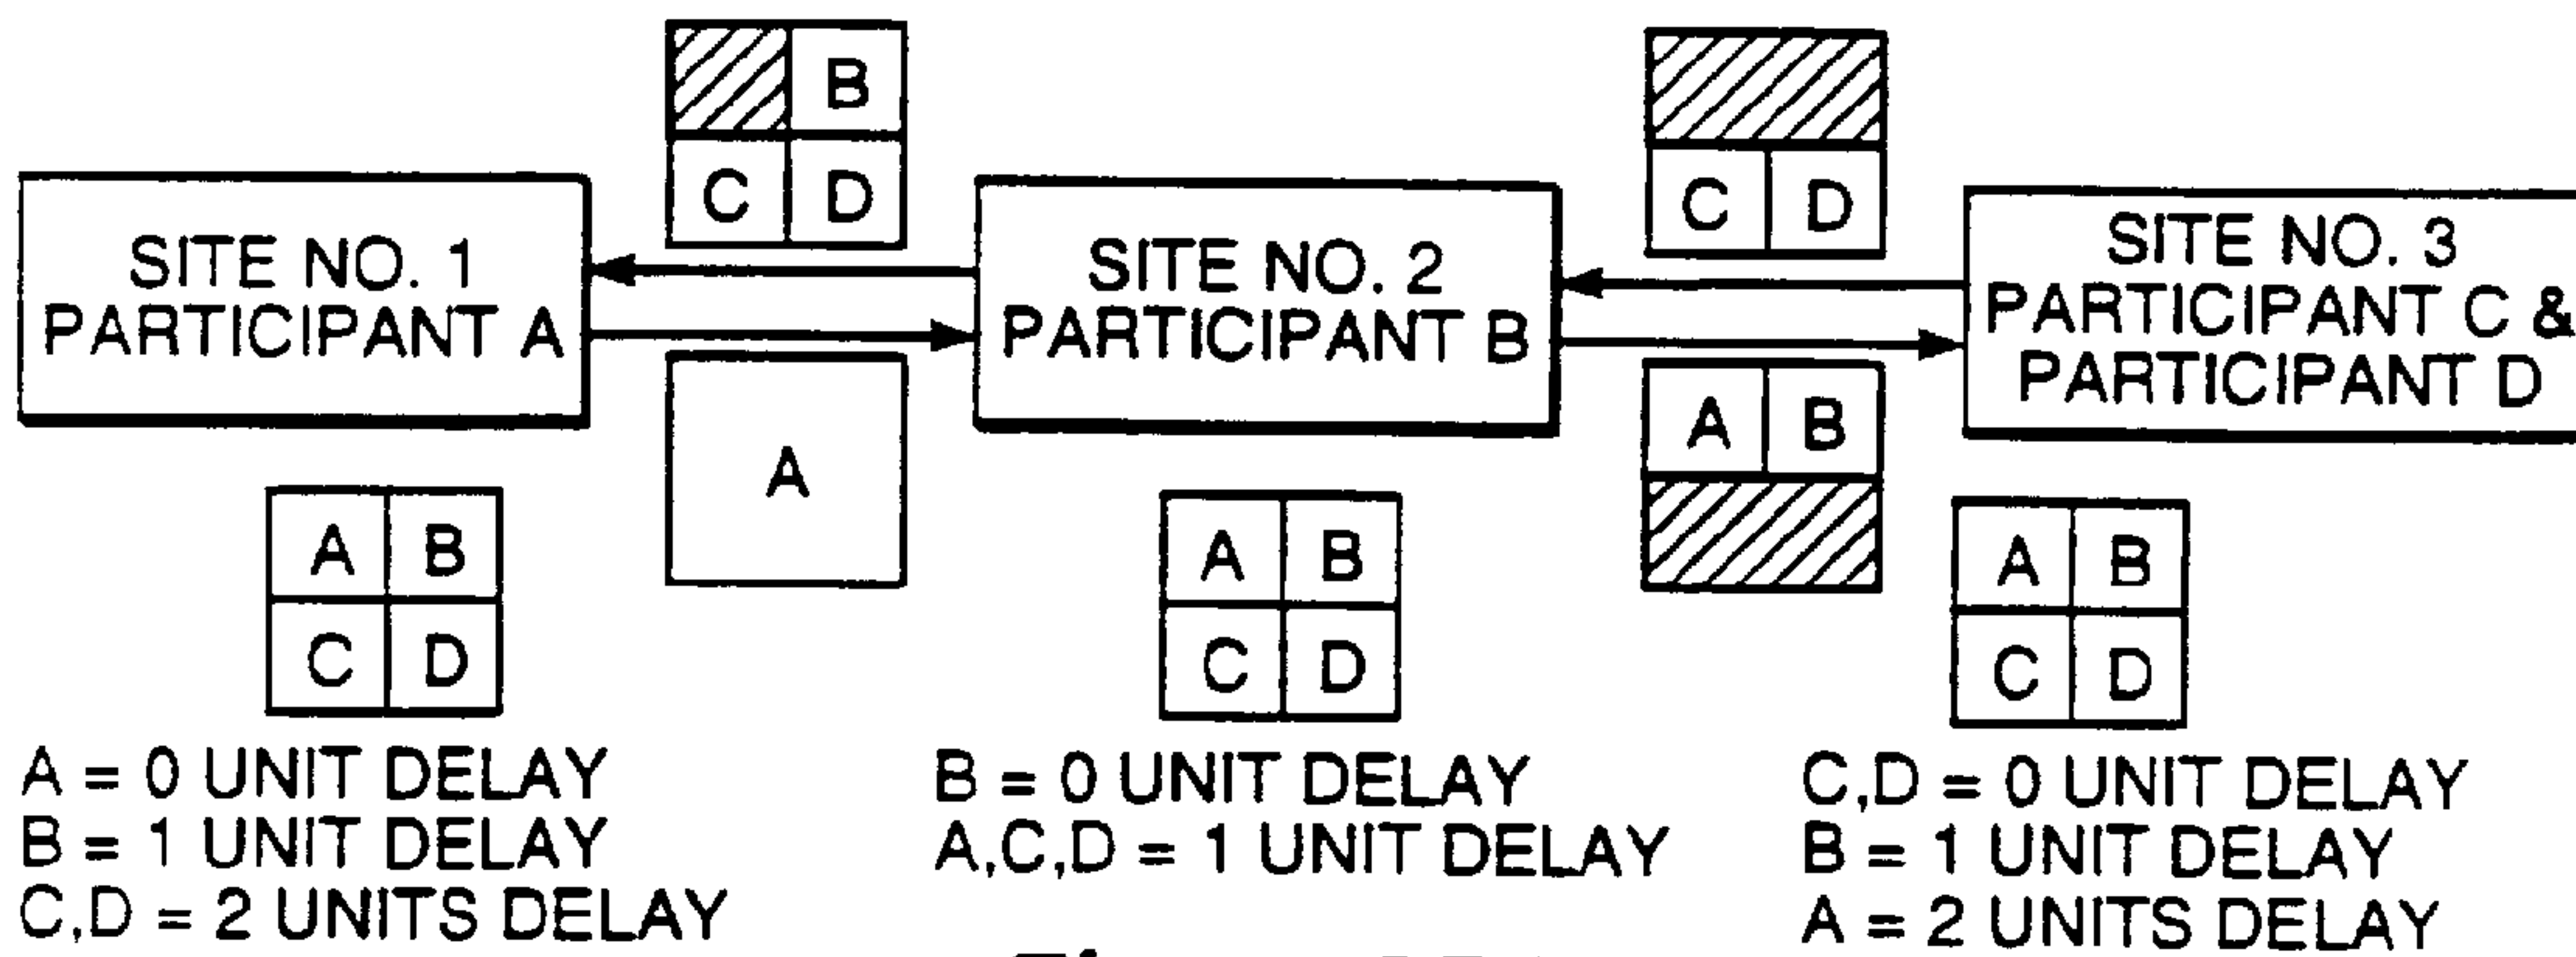 B
C D
C D
SITE NO. 1
PARTICIPANT A
SITE NO. 2
PARTICIPANT B
SITE NO. 3
PARTICIPANT C &
PARTICIPANT D
A
A B
A B
C D
A B
C D
A B
C D
A = 0 UNIT DELAY
B = 1 UNIT DELAY
C,D = 2 UNITS DELAY
B = 0 UNIT DELAY
A,C,D = 1 UNIT DELAY
C,D = 0 UNIT DELAY
B = 1 UNIT DELAY
A = 2 UNITS DELAY